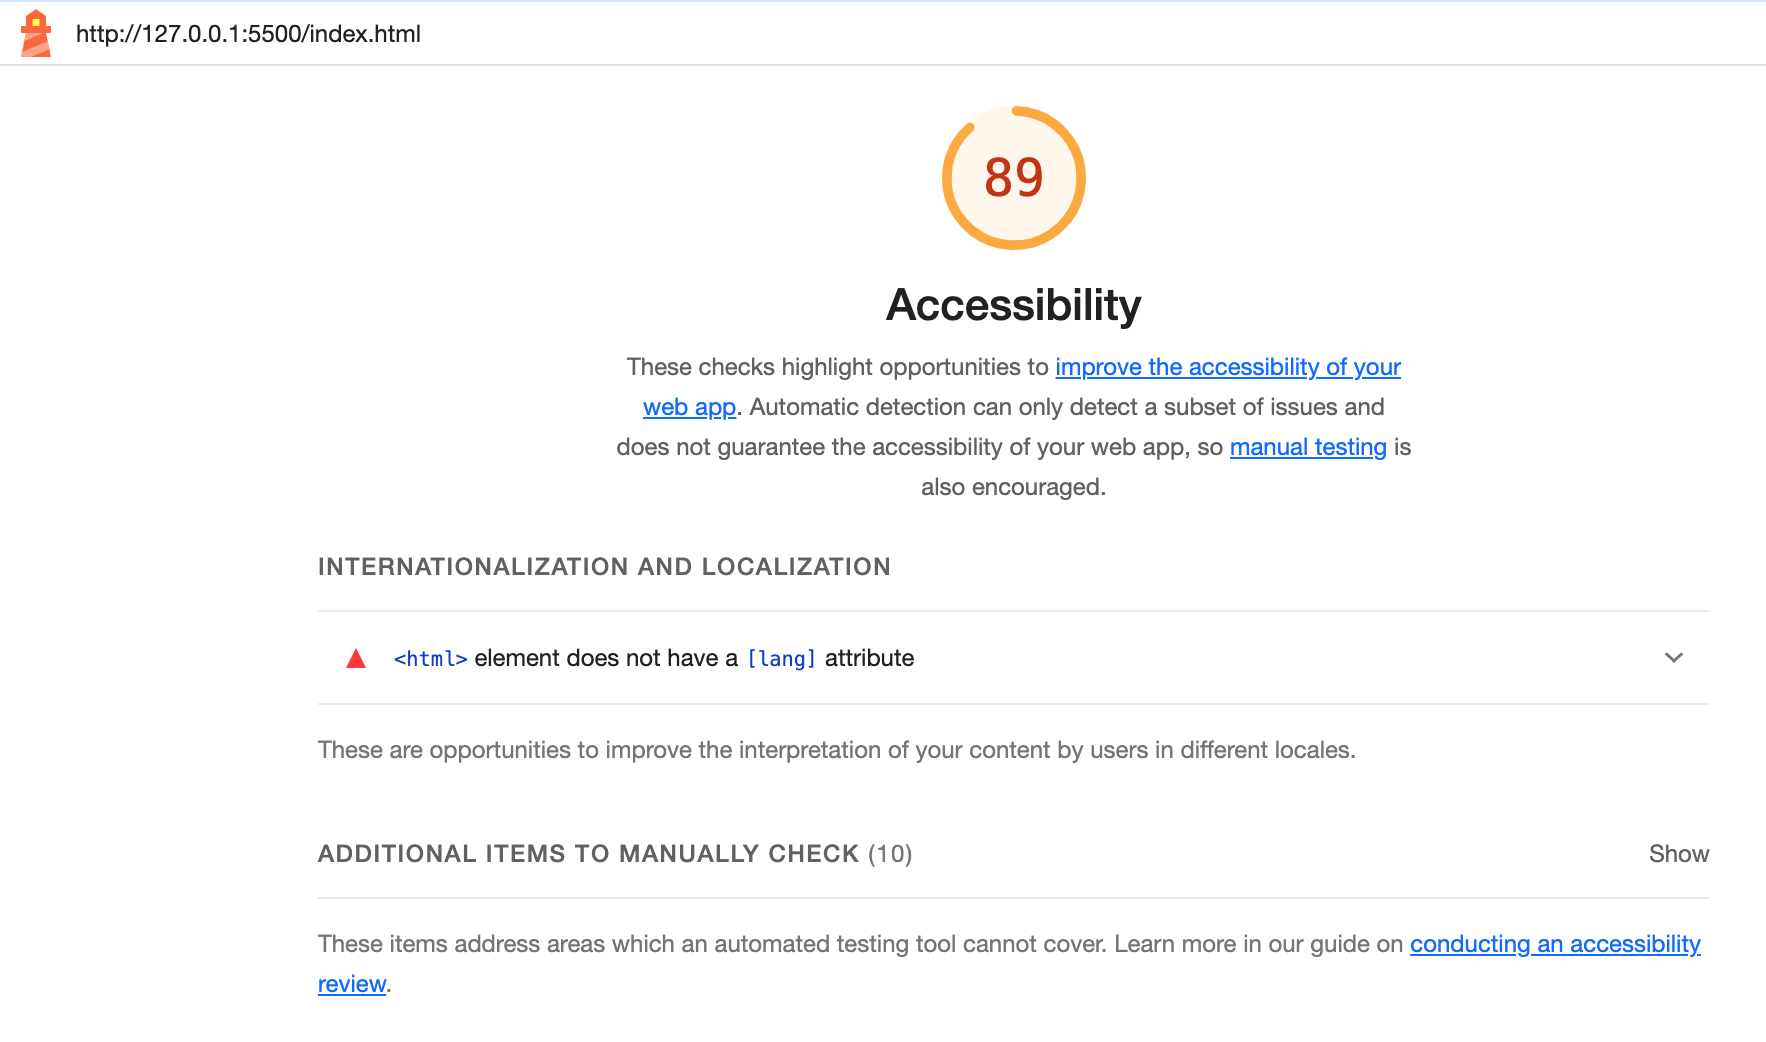 http://127.0.0.1:5500/index.html
89
Accessibility
These checks highlight opportunities to improve the accessibility of your
web app. Automatic detection can only detect a subset of issues and
does not guarantee the accessibility of your web app, so manual testing is
also encouraged.
INTERNATIONALIZATION AND LOCALIZATION
<html> element does not have a [lang] attribute
These are opportunities to improve the interpretation of your content by users in different locales.
ADDITIONAL ITEMS TO MANUALLY CHECK (10) Show
These items address areas which an automated testing tool cannot cover. Learn more in our guide on conducting an accessibility
review.